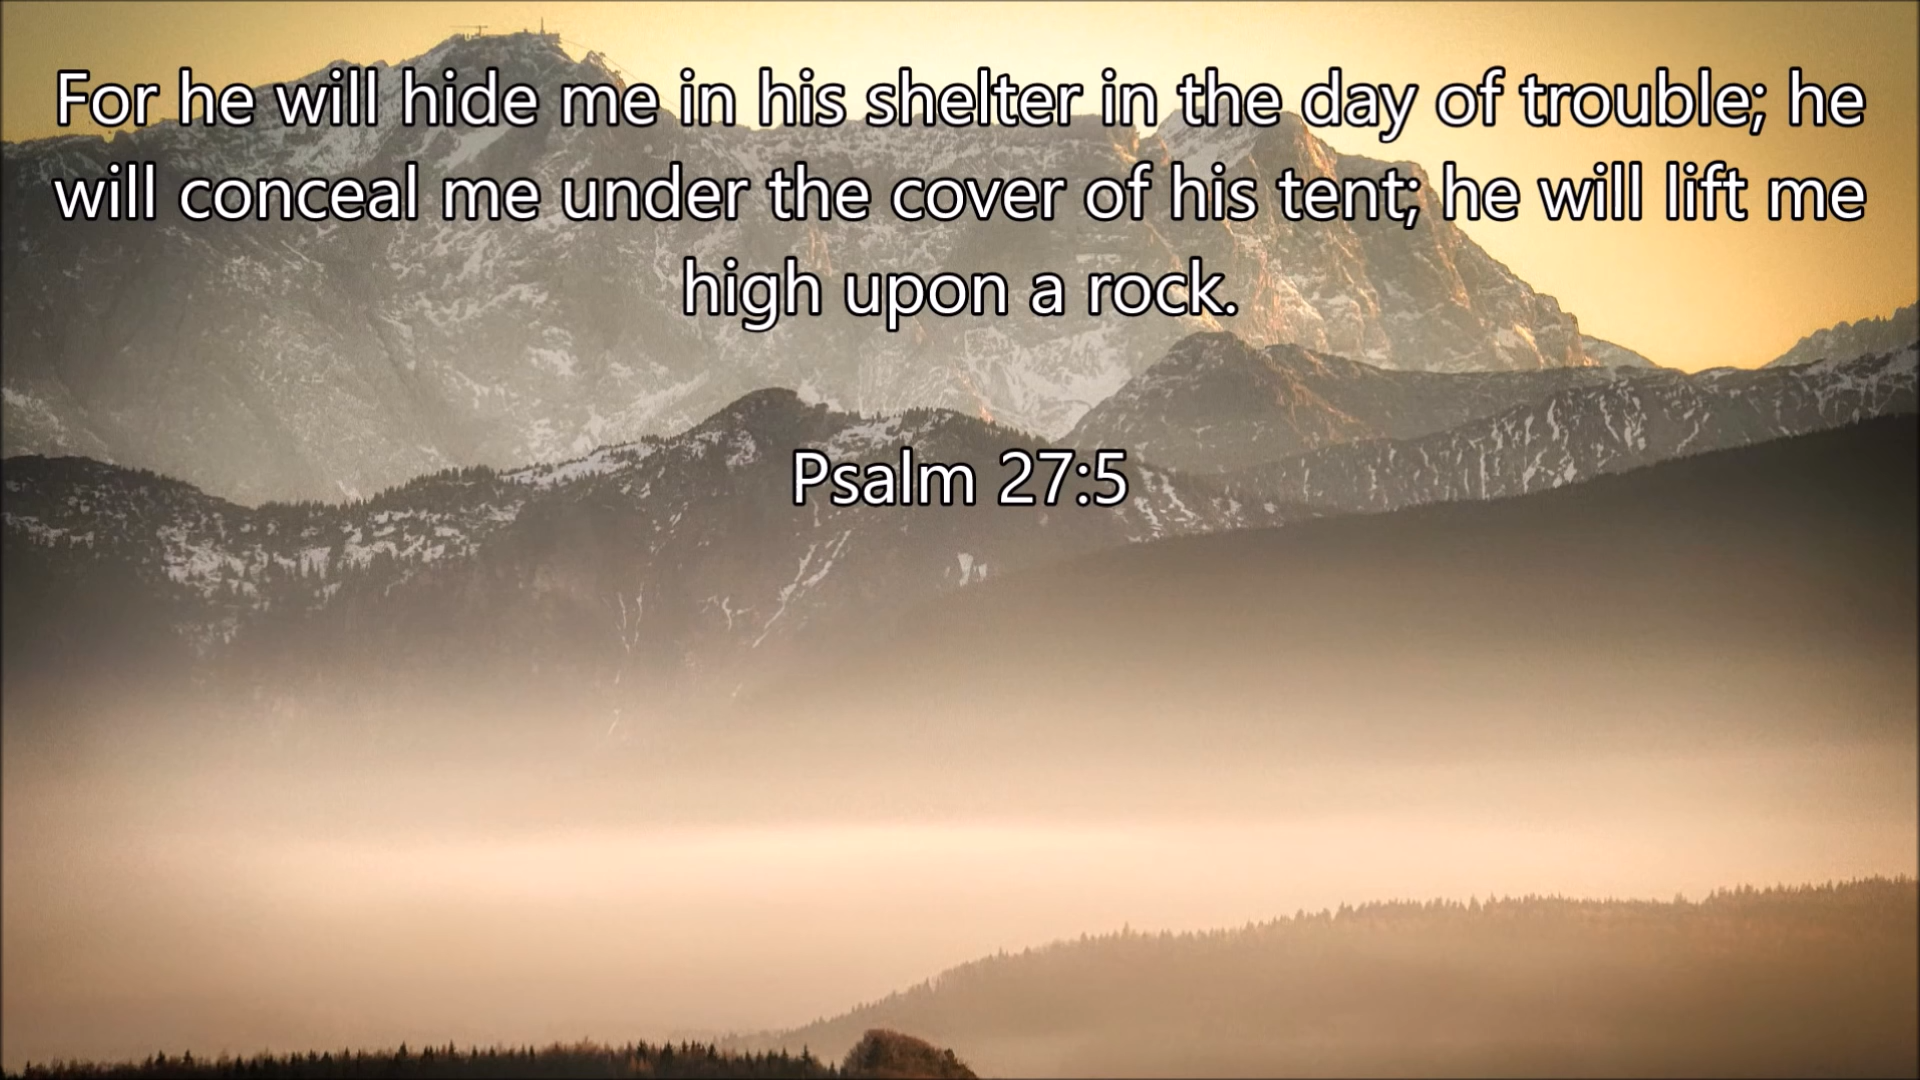 For he will hide me in his shelter in the day of trouble; he
will conceal me under the cover of his tent; he will lift me
high upon a rock.
Psalm 27:5